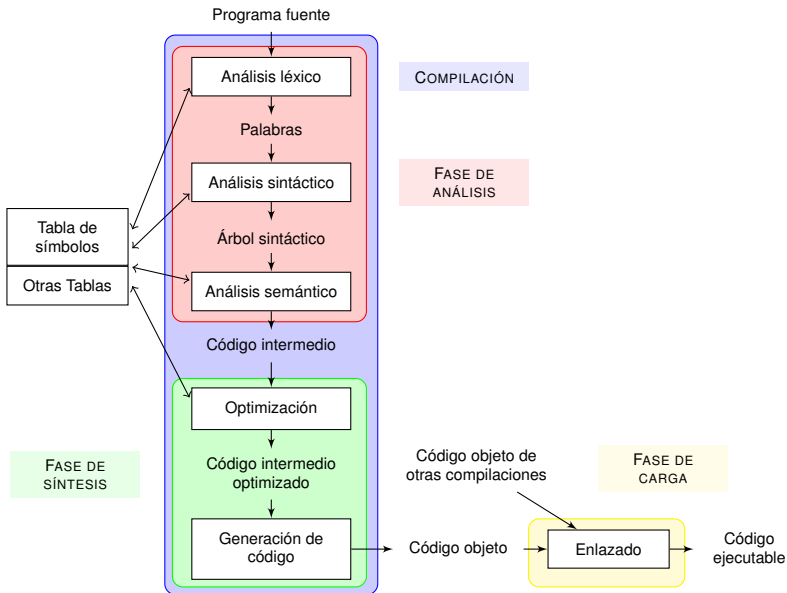 Programa fuente
Análisis léxico
COMPILACIÓN
Palabras
Análisis sintáctico
FASE DE
ANÁLISIS
Tabla de
símbolos
Árbol sintáctico
Otras Tablas
Análisis semántico
Código intermedio
Optimización
FASE DE
SÍNTESIS
Código intermedio
optimizado
Código objeto de
otras compilaciones
FASE DE
CARGA
Generación de
código
Código objeto
Enlazado
Código
ejecutable